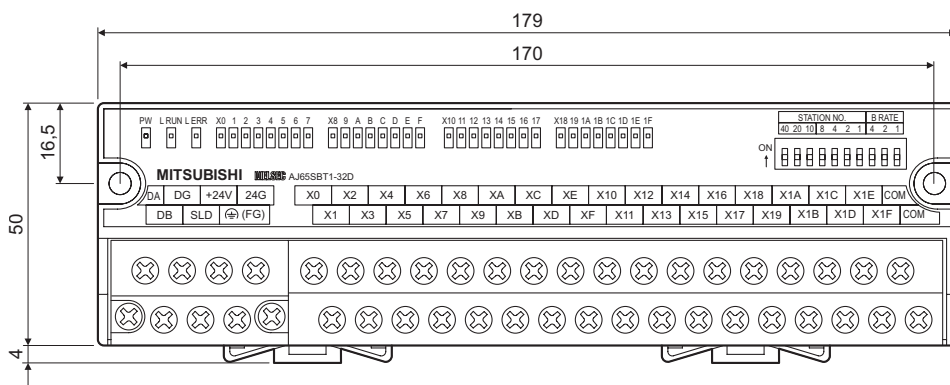 179
170
16,5
50
4
PW L RUN L ERR X0 1 2 3 4 5 6 7 X8 9 A B C D E F X10 11 12 13 14 15 16 17 X18 19 1A 1B 1C 1D 1E 1F
STATION NO. B RATE
40 20 10 8 4 2 1 4 2 1
ON
MITSUBISHI MELSEC AJ65SBT1-32D
DA DG +24V 24G X0 X2 X4 X6 X8 XA XC XE X10 X12 X14 X16 X18 X1A X1C X1E COM
DB SLD (FG) X1 X3 X5 X7 X9 XB XD XF X11 X13 X15 X17 X19 X1B X1D X1F COM